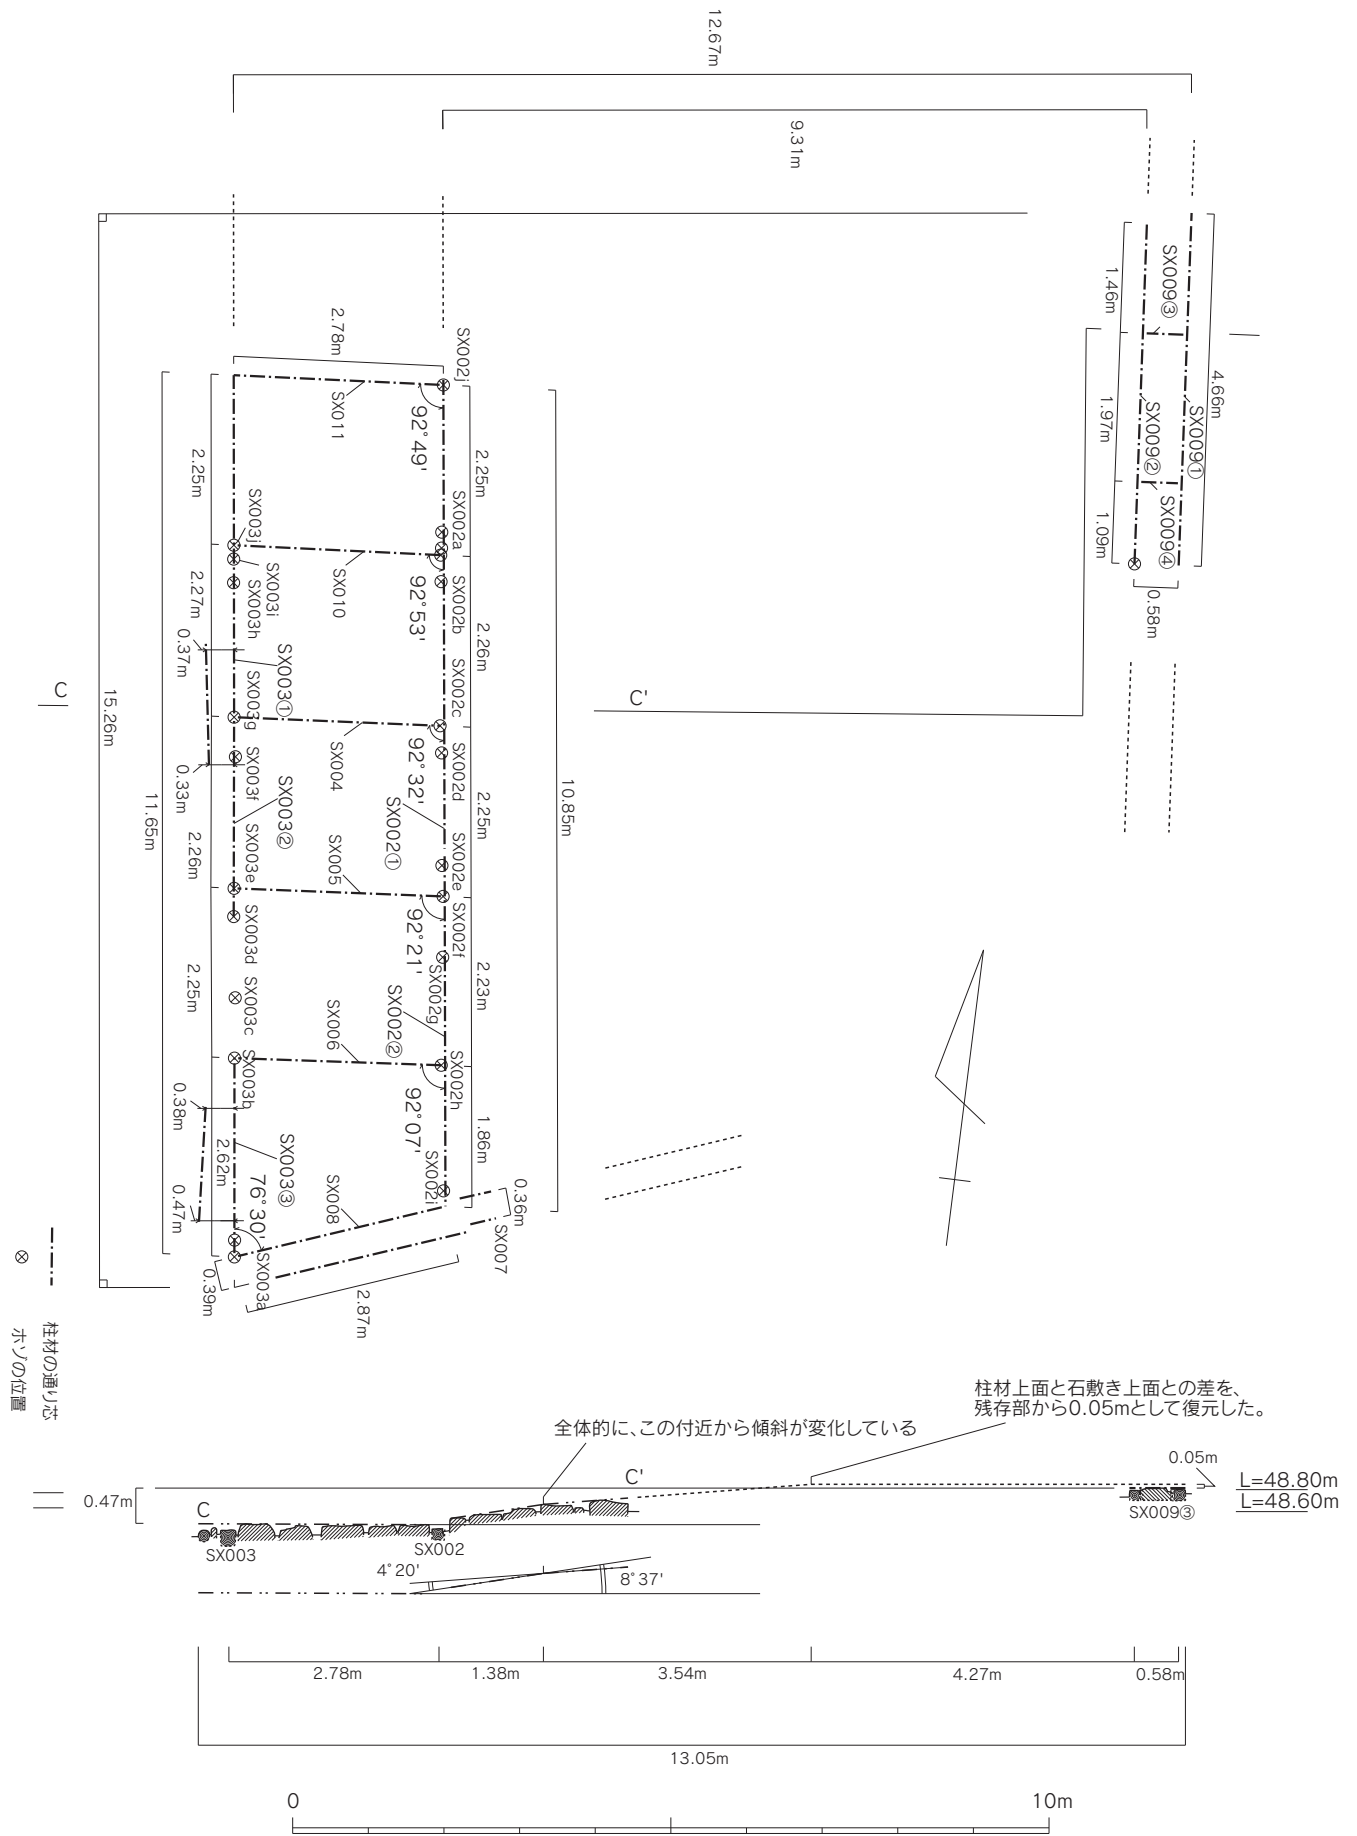 12.67m
9.31m
SX009③
1.46m
4.66m
SX009①
SX009②
1.97m
SX009④
1.09m
0.58m
2.78m
SX002j
SX011
92°49'
2.25m
2.25m
SX003j
SX002a
SX003i
SX003h
SX010
92°53'
SX002b
2.27m
2.26m
0.37m
SX003①
SX003g
SX002c
C
C'
15.26m
SX004
92°32'
SX002d
SX003f
0.33m
SX003②
SX002①
2.25m
10.85m
11.65m
2.26m
SX003e
SX005
SX002e
92°21'
SX002f
SX003d
2.25m
SX003c
SX002g
2.23m
SX006
SX002②
SX003b
SX002h
92°07'
0.38m
2.62m
SX003③
1.86m
76°30'
SX008
SX002i
0.47m
0.36m
SX007
SX003a
0.39m
2.87m
柱材の通り芯
ホゾの位置
柱材上面と石敷き上面との差を、
残存部から0.05mとして復元した。
全体的に、この付近から傾斜が変化している
0.05m
C'
L=48.80m
L=48.60m
0.47m
C
SX009③
SX003
SX002
4°20'
8°37'
2.78m
1.38m
3.54m
4.27m
0.58m
13.05m
0
10m